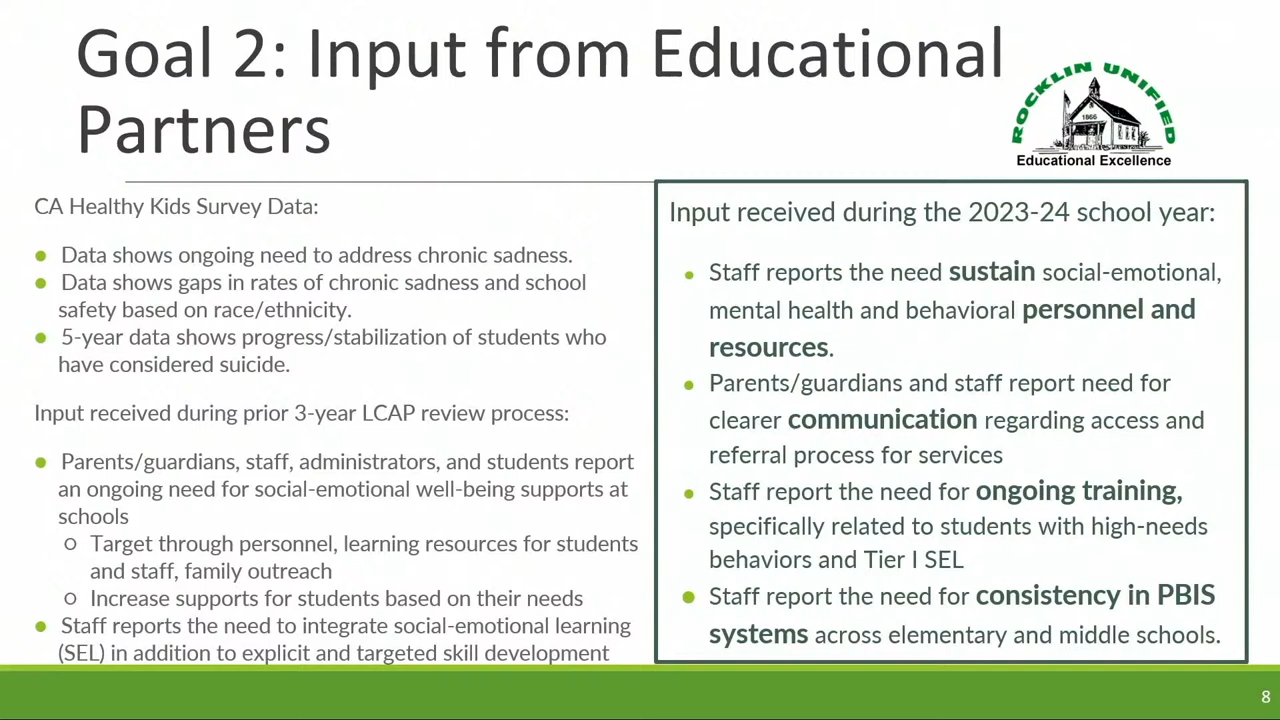 Goal 2: Input from Educational
Partners
ROCKLIN UNIFIED
1866
Educational Excellence
CA Healthy Kids Survey Data:
● Data shows ongoing need to address chronic sadness.
● Data shows gaps in rates of chronic sadness and school
safety based on race/ethnicity.
● 5-year data shows progress/stabilization of students who
have considered suicide.
Input received during prior 3-year LCAP review process:
● Parents/guardians, staff, administrators, and students report
an ongoing need for social-emotional well-being supports at
schools
○ Target through personnel, learning resources for students
and staff, family outreach
○ Increase supports for students based on their needs
● Staff reports the need to integrate social-emotional learning
(SEL) in addition to explicit and targeted skill development
Input received during the 2023-24 school year:
● Staff reports the need sustain social-emotional,
mental health and behavioral personnel and
resources.
● Parents/guardians and staff report need for
clearer communication regarding access and
referral process for services
● Staff report the need for ongoing training,
specifically related to students with high-needs
behaviors and Tier I SEL
● Staff report the need for consistency in PBIS
systems across elementary and middle schools.
8